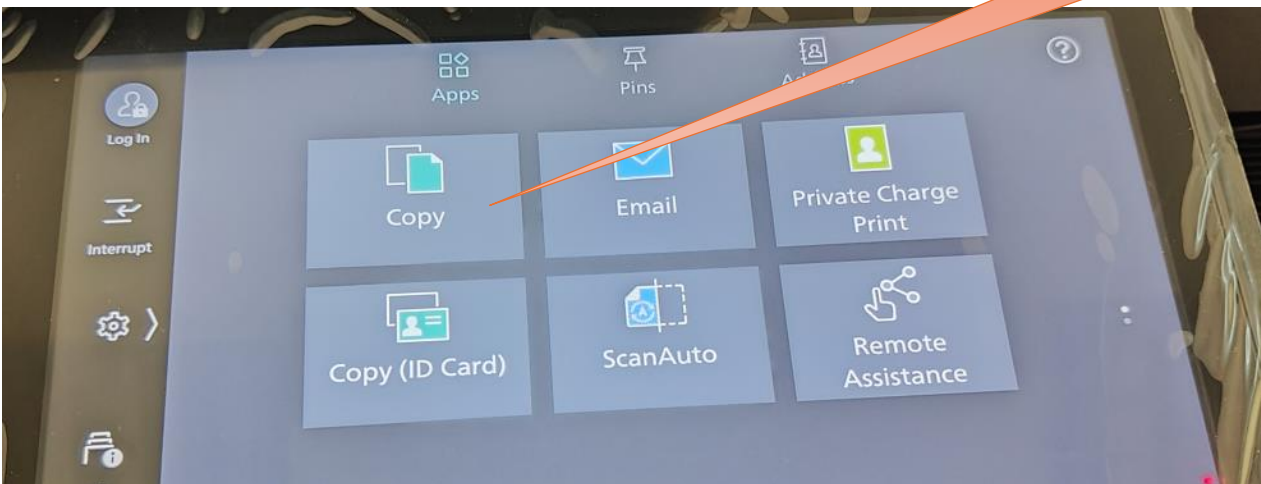 Apps
Pins
Log In
Copy
Email
Private Charge
Print
Interrupt
Copy (ID Card)
ScanAuto
Remote
Assistance